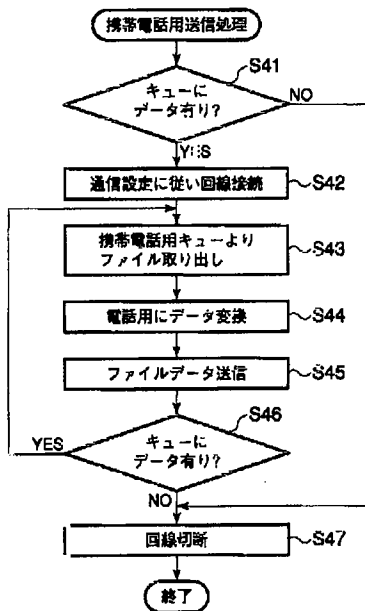 携帯電話用送信処理
S41
キューに
データ有り?
NO
YES
通信設定に従い回線接続
S42
携帯電話用キューより
ファイル取り出し
S43
電話用にデータ変換
S44
ファイルデータ送信
S45
S46
キューに
データ有り?
YES
NO
回線切断
S47
終了